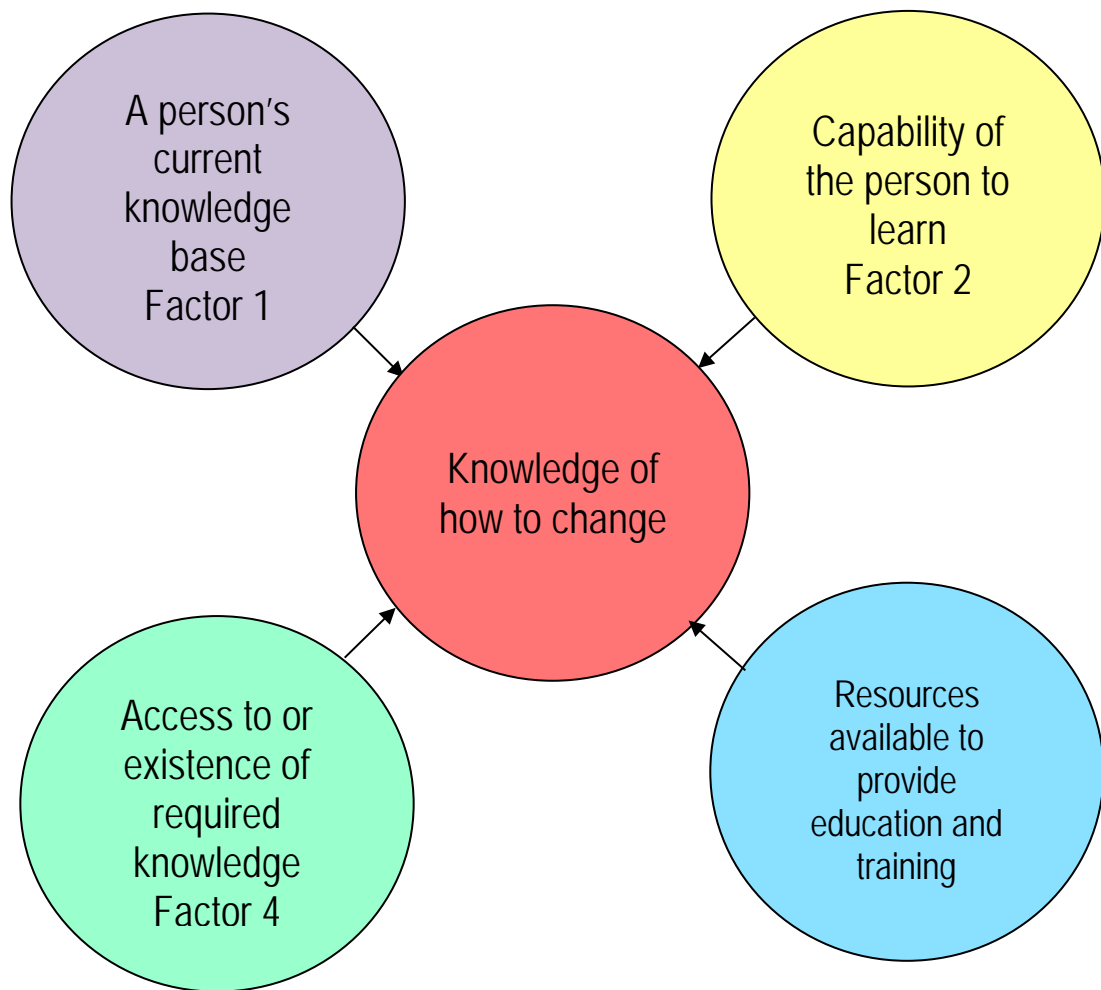 A person’s
current
knowledge
base
Factor 1
Capability of
the person to
learn
Factor 2
Knowledge of
how to change
Access to or
existence of
required
knowledge
Factor 4
Resources
available to
provide
education and
training